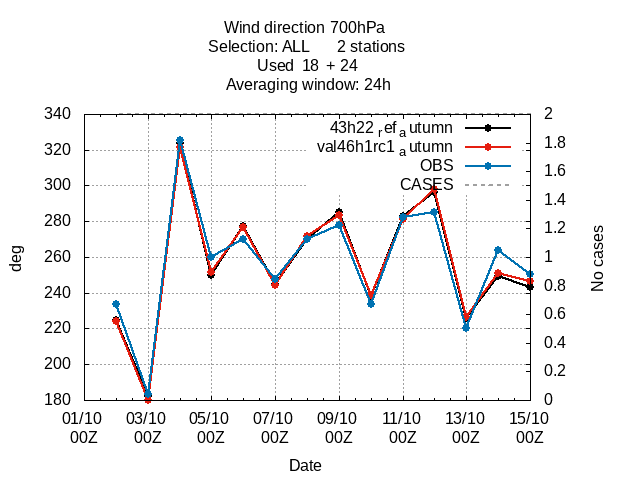 Wind direction 700hPa
Selection: ALL 2 stations
Used 18 + 24
Averaging window: 24h
340 2
43h22 ref autumn
val46h1rc1 autumn
OBS
CASES
320 1.8
300 1.6
280 1.4
260 1.2
240 1
220 0.8
200 0.6
180 0.4
0.2
0
deg
No cases
01/10 03/10 05/10 07/10 09/10 11/10 13/10 15/10
00Z 00Z 00Z 00Z 00Z 00Z 00Z 00Z
Date